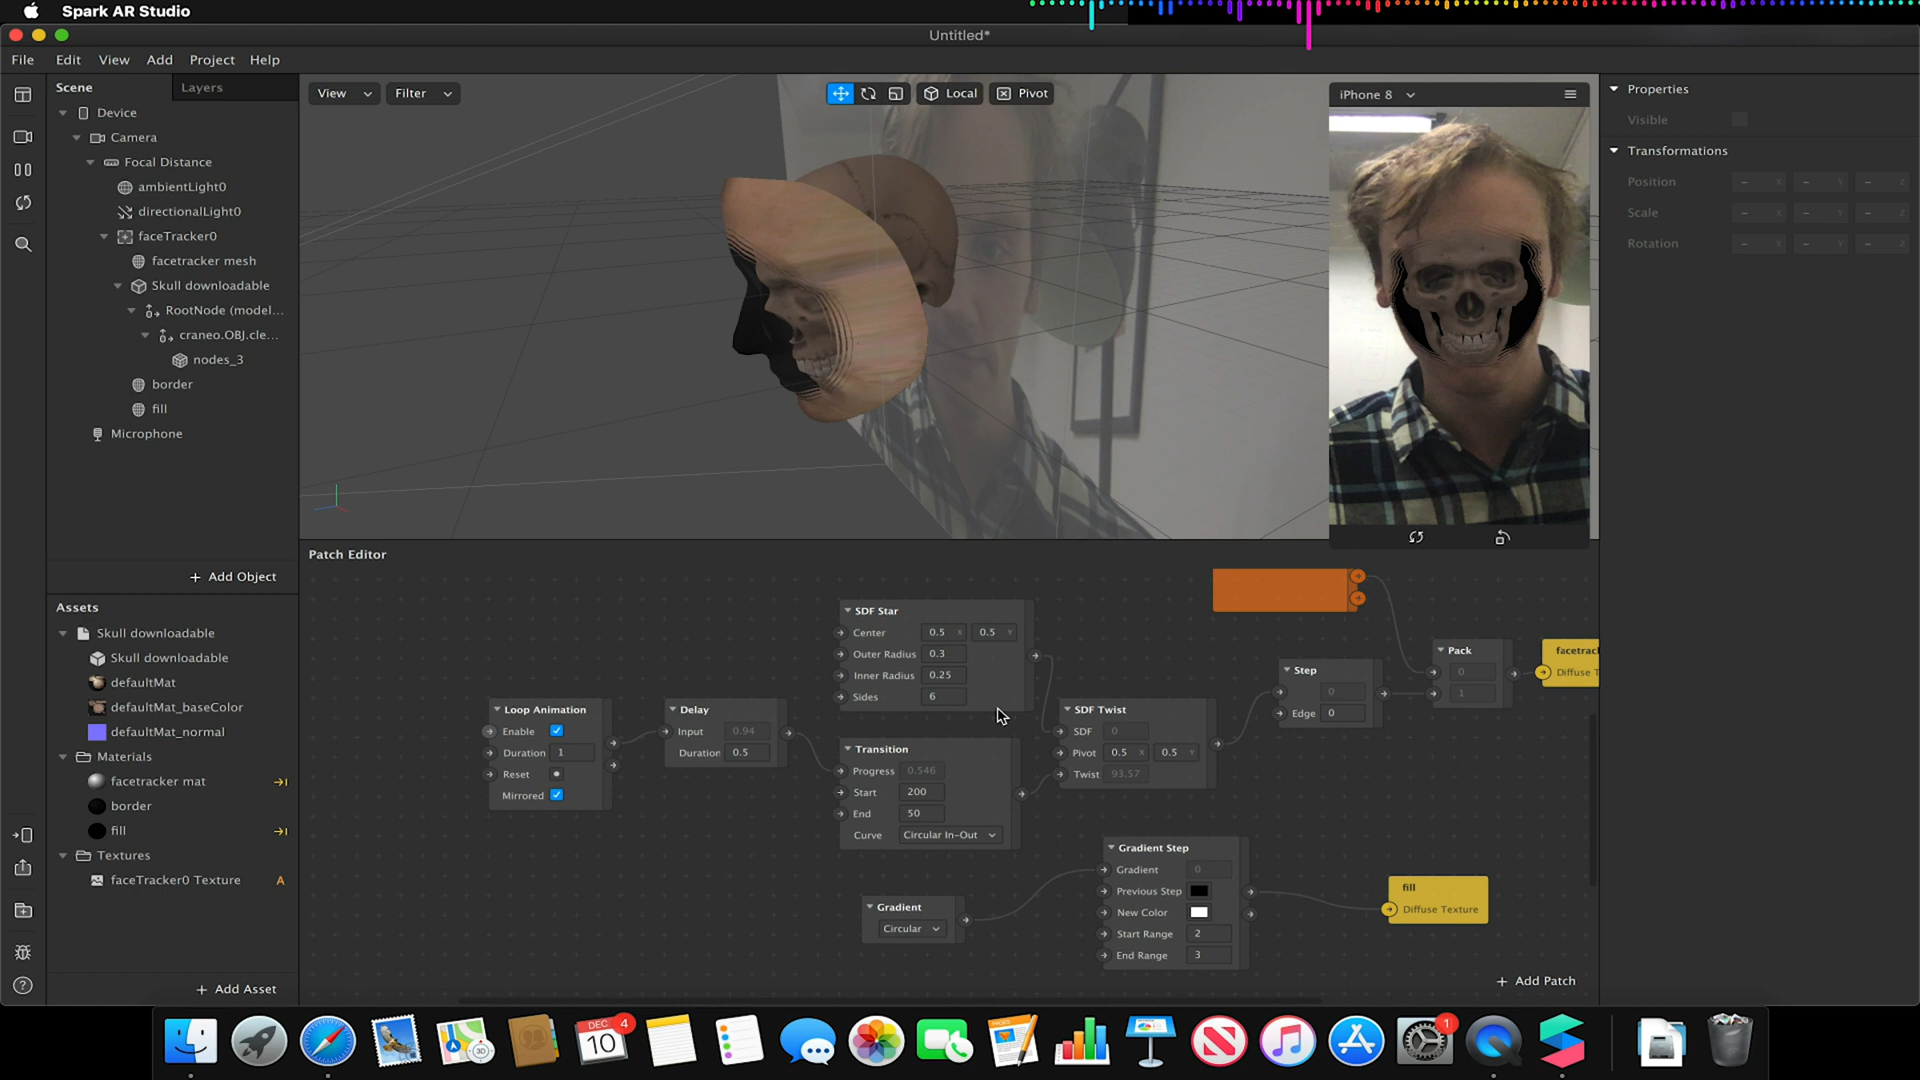 Spark AR Studio
Untitled*
File Edit View Add Project Help
Scene Layers
Device
Camera
Focal Distance
ambientLight0
directionalLight0
faceTracker0
facetracker mesh
Skull downloadable
RootNode (model...
craneo.OBJ.cle...
nodes_3
border
fill
Microphone
+ Add Object
Assets
Skull downloadable
Skull downloadable
defaultMat
defaultMat_baseColor
defaultMat_normal
Materials
facetracker mat
border
fill
Textures
faceTracker0 Texture A
+ Add Asset
View Filter
Local Pivot
iPhone 8
Properties
Visible
Transformations
Position - X - Y - Z
Scale - X - Y - Z
Rotation - X - Y - Z
Patch Editor
Loop Animation
Enable
Duration 1
Reset
Mirrored
Delay
Input 0.94
Duration 0.5
SDF Star
Center 0.5 X 0.5 Y
Outer Radius 0.3
Inner Radius 0.25
Sides 6
Transition
Progress 0.546
Start 200
End 50
Curve Circular In-Out
SDF Twist
SDF 0
Pivot 0.5 X 0.5 Y
Twist 93.57
Step
0
Edge 0
Pack
0
1
facetrac
Diffuse T
Gradient
Circular
Gradient Step
Gradient 0
Previous Step
New Color
Start Range 2
End Range 3
fill
Diffuse Texture
+ Add Patch
DEC 4
10
1